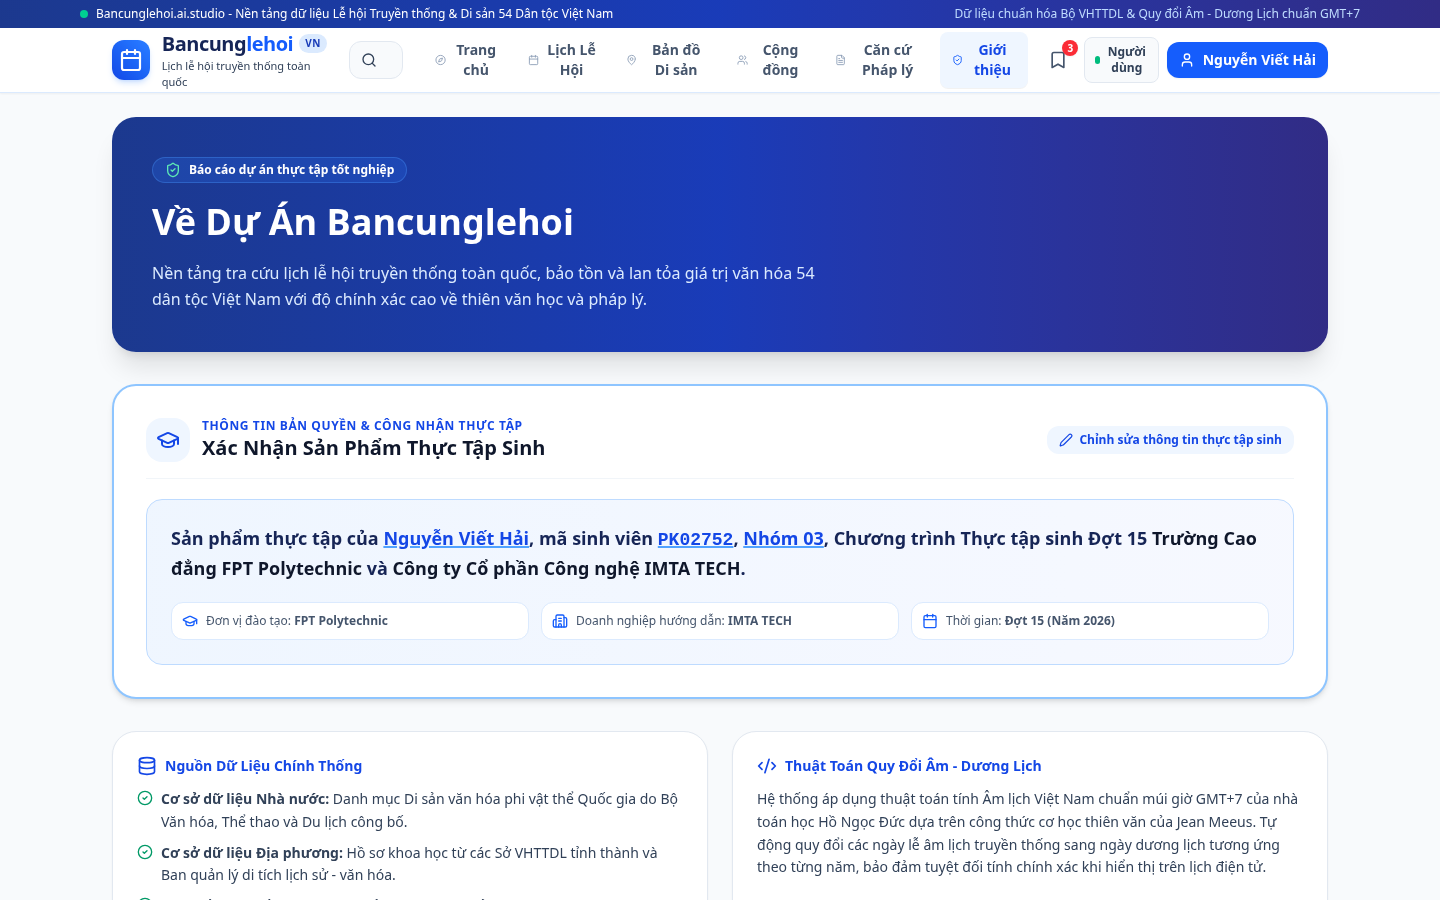 Bancunglehoi.ai.studio - Nền tảng dữ liệu Lễ hội Truyền thống & Di sản 54 Dân tộc Việt Nam
Dữ liệu chuẩn hóa Bộ VHTTDL & Quy đổi Âm - Dương Lịch chuẩn GMT+7
Bancunglehoi VN
Lịch lễ hội truyền thống toàn
quốc
Trang
chủ
Lịch Lễ
Hội
Bản đồ
Di sản
Cộng
đồng
Căn cứ
Pháp lý
Giới
thiệu
3
Người
dùng
Nguyễn Viết Hải
Báo cáo dự án thực tập tốt nghiệp
Về Dự Án Bancunglehoi
Nền tảng tra cứu lịch lễ hội truyền thống toàn quốc, bảo tồn và lan tỏa giá trị văn hóa 54
dân tộc Việt Nam với độ chính xác cao về thiên văn học và pháp lý.
THÔNG TIN BẢN QUYỀN & CÔNG NHẬN THỰC TẬP
Xác Nhận Sản Phẩm Thực Tập Sinh
Chỉnh sửa thông tin thực tập sinh
Sản phẩm thực tập của Nguyễn Viết Hải, mã sinh viên PK02752, Nhóm 03, Chương trình Thực tập sinh Đợt 15 Trường Cao
đẳng FPT Polytechnic và Công ty Cổ phần Công nghệ IMTA TECH.
Đơn vị đào tạo: FPT Polytechnic
Doanh nghiệp hướng dẫn: IMTA TECH
Thời gian: Đợt 15 (Năm 2026)
Nguồn Dữ Liệu Chính Thống
Cơ sở dữ liệu Nhà nước: Danh mục Di sản văn hóa phi vật thể Quốc gia do Bộ
Văn hóa, Thể thao và Du lịch công bố.
Cơ sở dữ liệu Địa phương: Hồ sơ khoa học từ các Sở VHTTDL tỉnh thành và
Ban quản lý di tích lịch sử - văn hóa.
Thuật Toán Quy Đổi Âm - Dương Lịch
Hệ thống áp dụng thuật toán tính Âm lịch Việt Nam chuẩn múi giờ GMT+7 của nhà
toán học Hồ Ngọc Đức dựa trên công thức cơ học thiên văn của Jean Meeus. Tự
động quy đổi các ngày lễ âm lịch truyền thống sang ngày dương lịch tương ứng
theo từng năm, bảo đảm tuyệt đối tính chính xác khi hiển thị trên lịch điện tử.